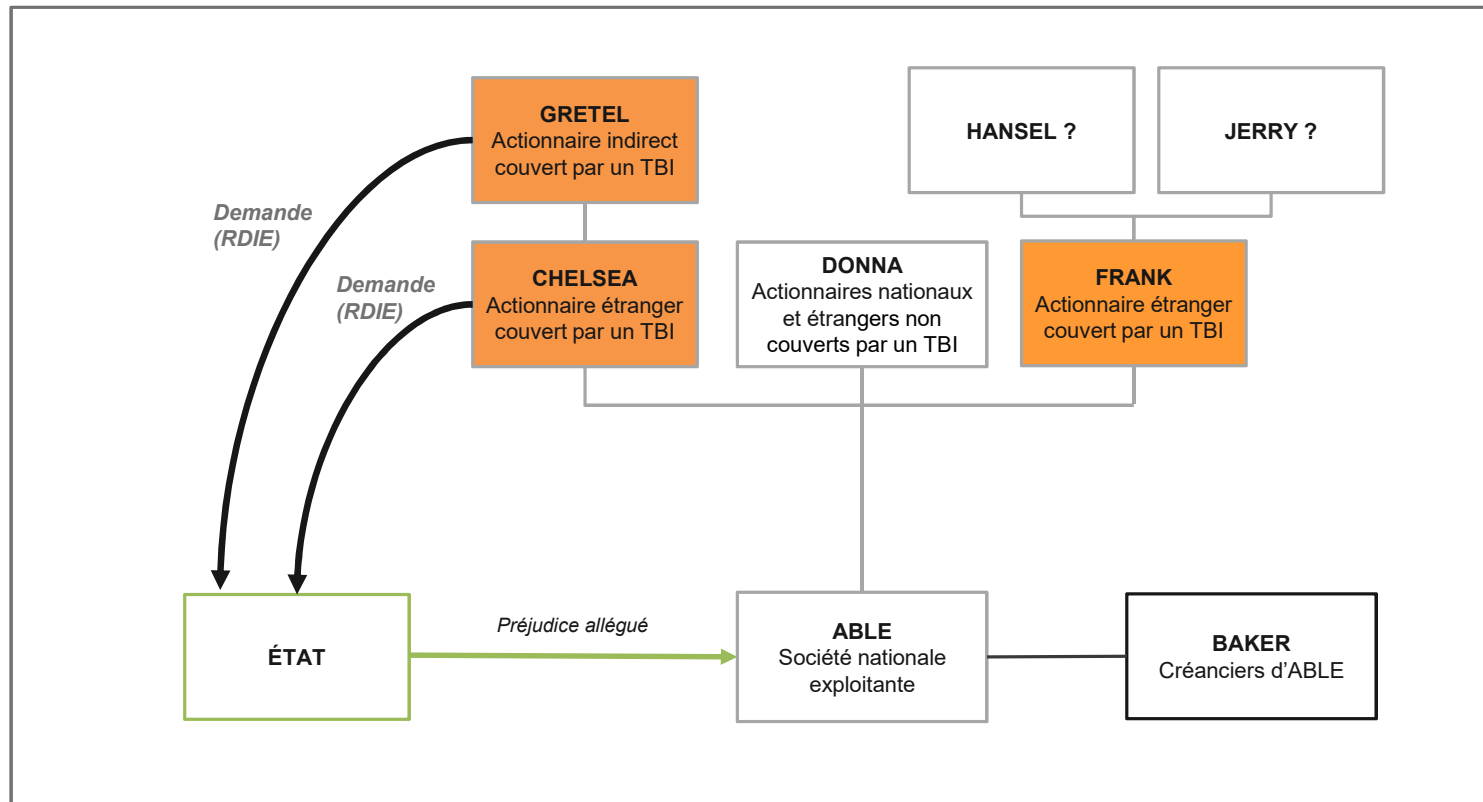 GRETEL
Actionnaire indirect
couvert par un TBI
HANSEL ?
JERRY ?
Demande
(RDIE)
CHELSEA
Actionnaire étranger
couvert par un TBI
Demande
(RDIE)
DONNA
Actionnaires nationaux
et étrangers non
couverts par un TBI
FRANK
Actionnaire étranger
couvert par un TBI
ÉTAT
Préjudice allégué
ABLE
Société nationale
exploitante
BAKER
Créanciers d’ABLE